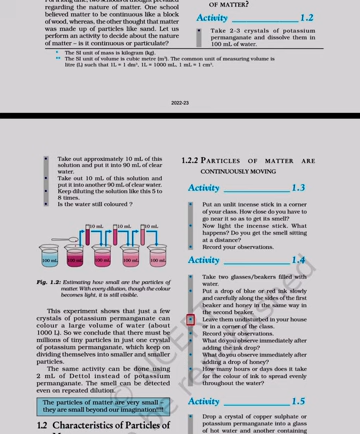 regarding the nature of matter. One school
believed matter to be continuous like a block
of wood, whereas, the other thought that matter
was made up of particles like sand. Let us
perform an activity to decide about the nature
of matter – is it continuous or particulate?
OF MATTER?
Activity 1.2
Take 2-3 crystals of potassium
permanganate and dissolve them in
100 mL of water.
* The SI unit of mass is kilogram (kg).
** The SI unit of volume is cubic metre (m³). The common unit of measuring volume is
litre (L) such that 1L = 1 dm³, 1L = 1000 mL, 1 mL = 1 cm³.
2022-23
Take out approximately 10 mL of this
solution and put it into 90 mL of clear
water.
Take out 10 mL of this solution and
put it into another 90 mL of clear water.
Keep diluting the solution like this 5 to
8 times.
Is the water still coloured ?
10 mL 10 mL 10 mL
100 mL 100 mL 100 mL 100 mL
Fig. 1.2: Estimating how small are the particles of
matter. With every dilution, though the colour
becomes light, it is still visible.
This experiment shows that just a few
crystals of potassium permanganate can
colour a large volume of water (about
1000 L). So we conclude that there must be
millions of tiny particles in just one crystal
of potassium permanganate, which keep on
dividing themselves into smaller and smaller
particles.
The same activity can be done using
2 mL of Dettol instead of potassium
permanganate. The smell can be detected
even on repeated dilution.
The particles of matter are very small –
they are small beyond our imagination!!!!
1.2 Characteristics of Particles of
1.2.2 PARTICLES OF MATTER ARE
CONTINUOUSLY MOVING
Activity 1.3
Put an unlit incense stick in a corner
of your class. How close do you have to
go near it so as to get its smell?
Now light the incense stick. What
happens? Do you get the smell sitting
at a distance?
Record your observations.
Activity 1.4
Take two glasses/beakers filled with
water.
Put a drop of blue or red ink slowly
and carefully along the sides of the first
beaker and honey in the same way in
the second beaker.
Leave them undisturbed in your house
or in a corner of the class.
Record your observations.
What do you observe immediately after
adding the ink drop?
What do you observe immediately after
adding a drop of honey?
How many hours or days does it take
for the colour of ink to spread evenly
throughout the water?
Activity 1.5
Drop a crystal of copper sulphate or
potassium permanganate into a glass
of hot water and another containing